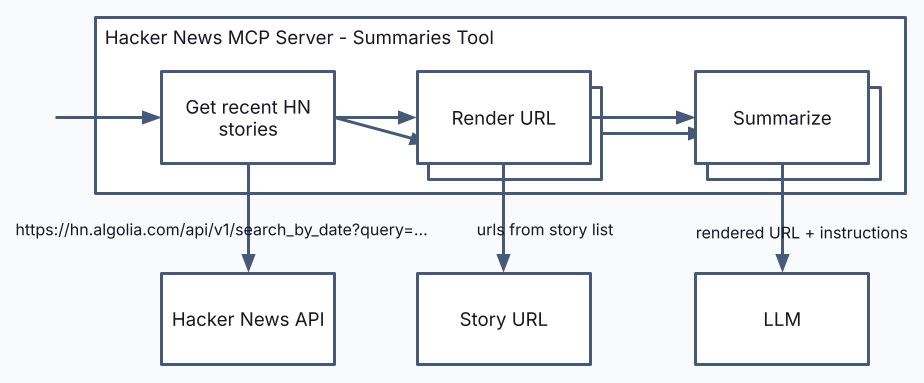 Hacker News MCP Server - Summaries Tool
Get recent HN
stories
Render URL
Summarize
https://hn.algolia.com/api/v1/search_by_date?query=...
urls from story list
rendered URL + instructions
Hacker News API
Story URL
LLM